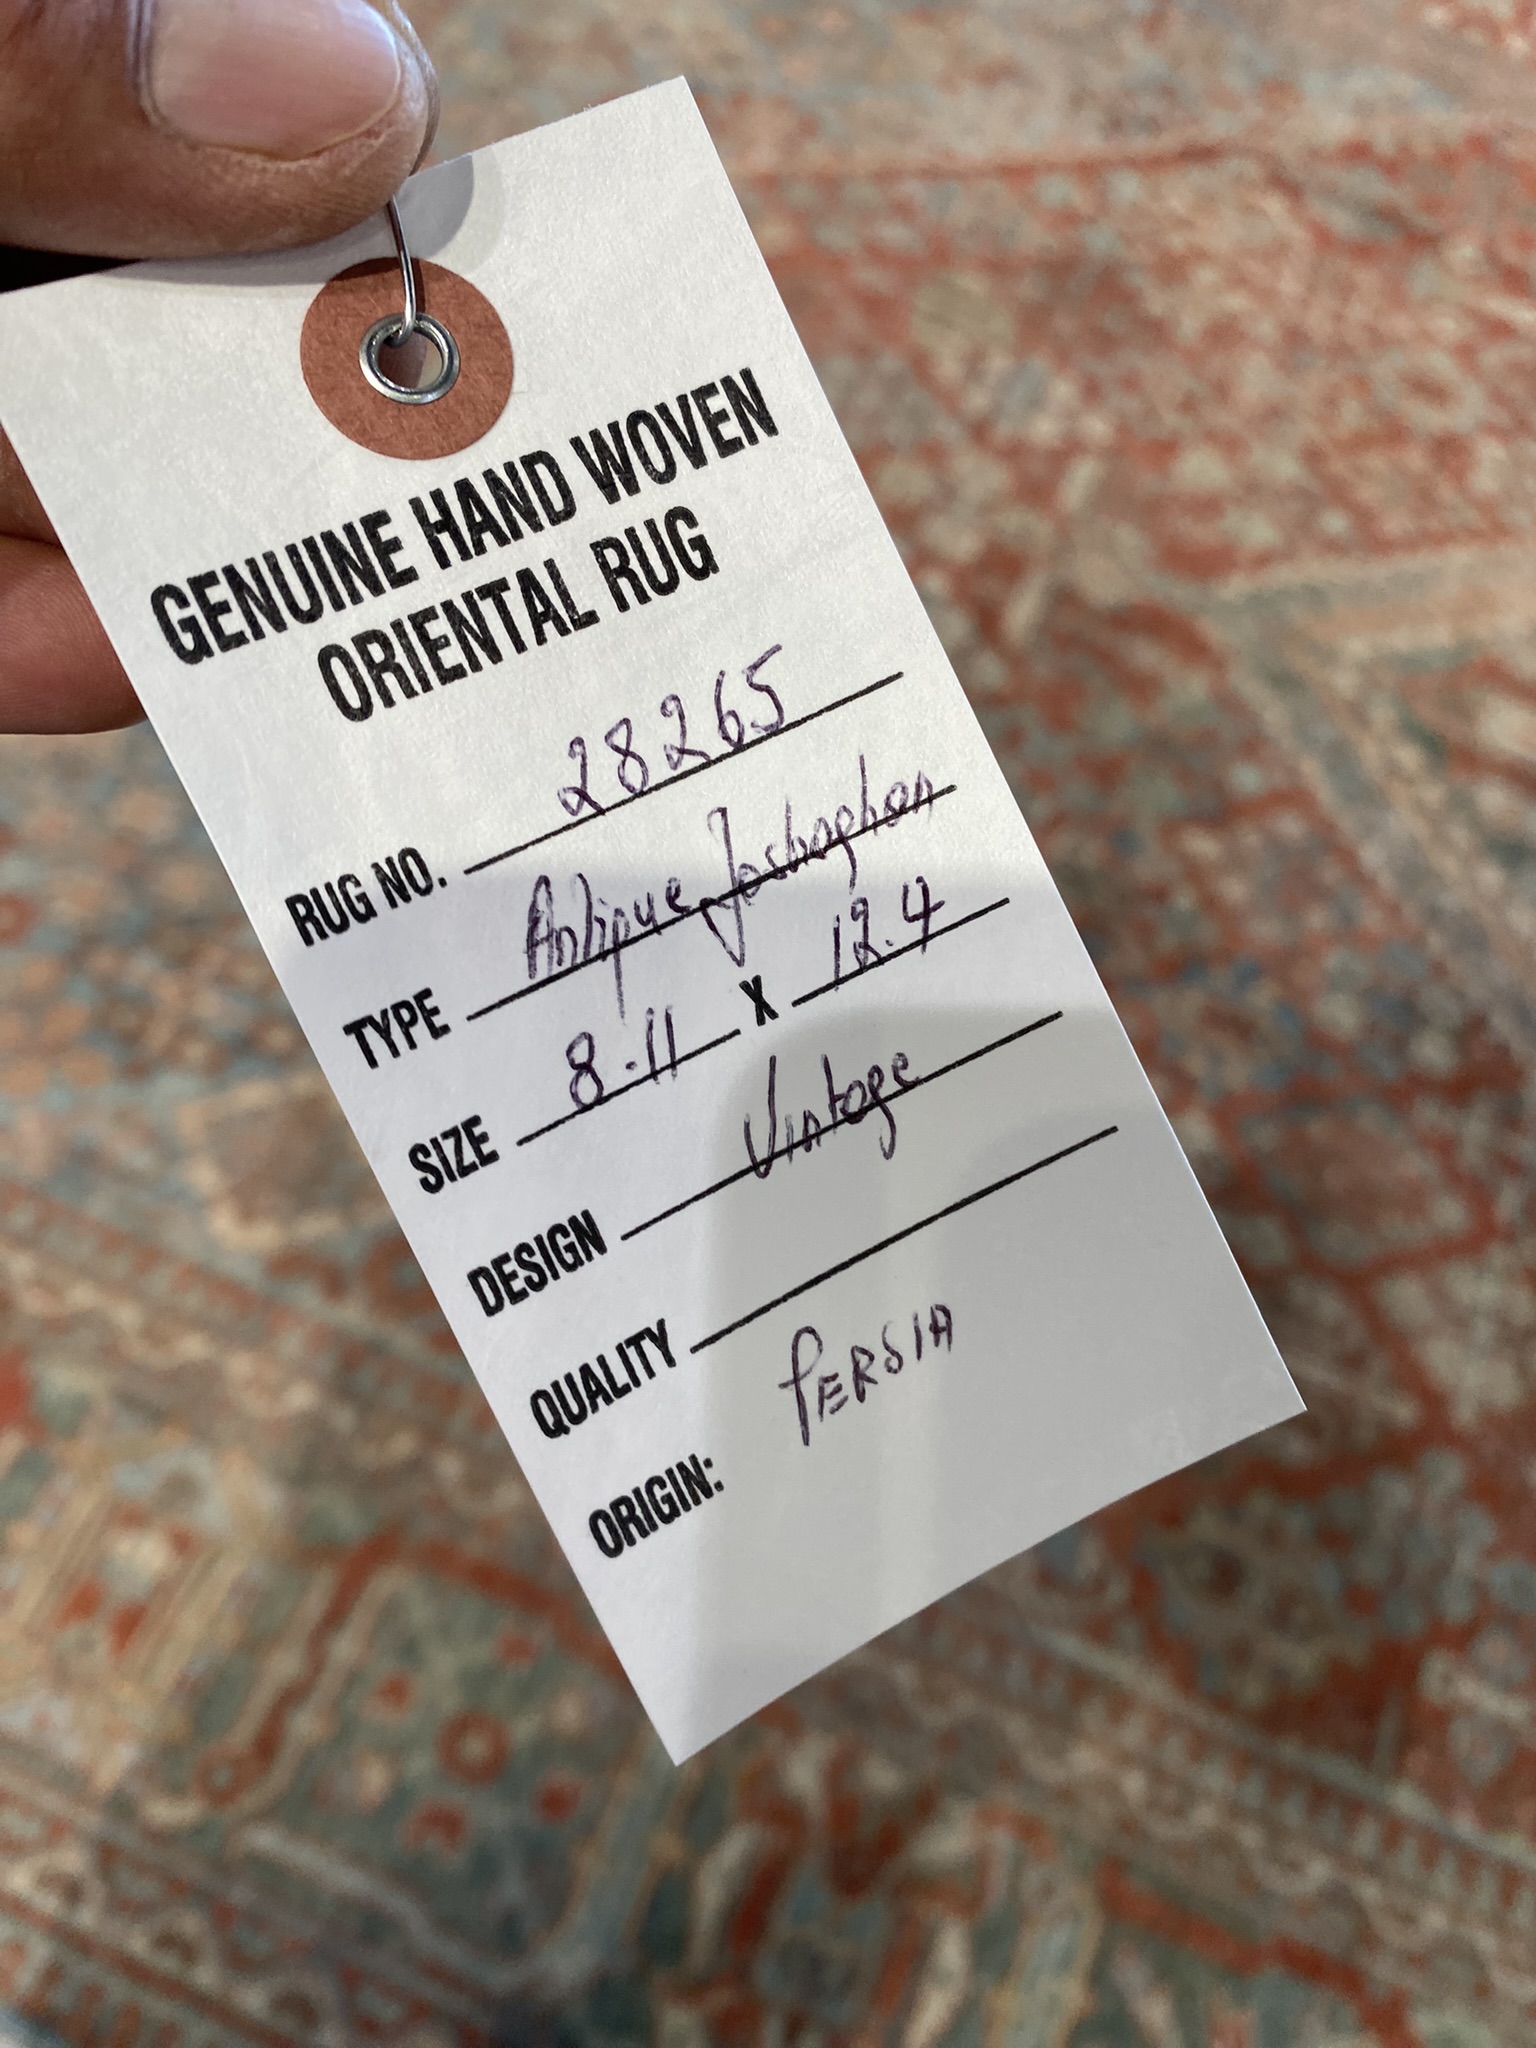 GENUINE HAND WOVEN
ORIENTAL RUG
RUG NO. 28265
TYPE Antique Joshaghan
SIZE 8.11 X 12.4
DESIGN Vintage
QUALITY
ORIGIN: PERSIA